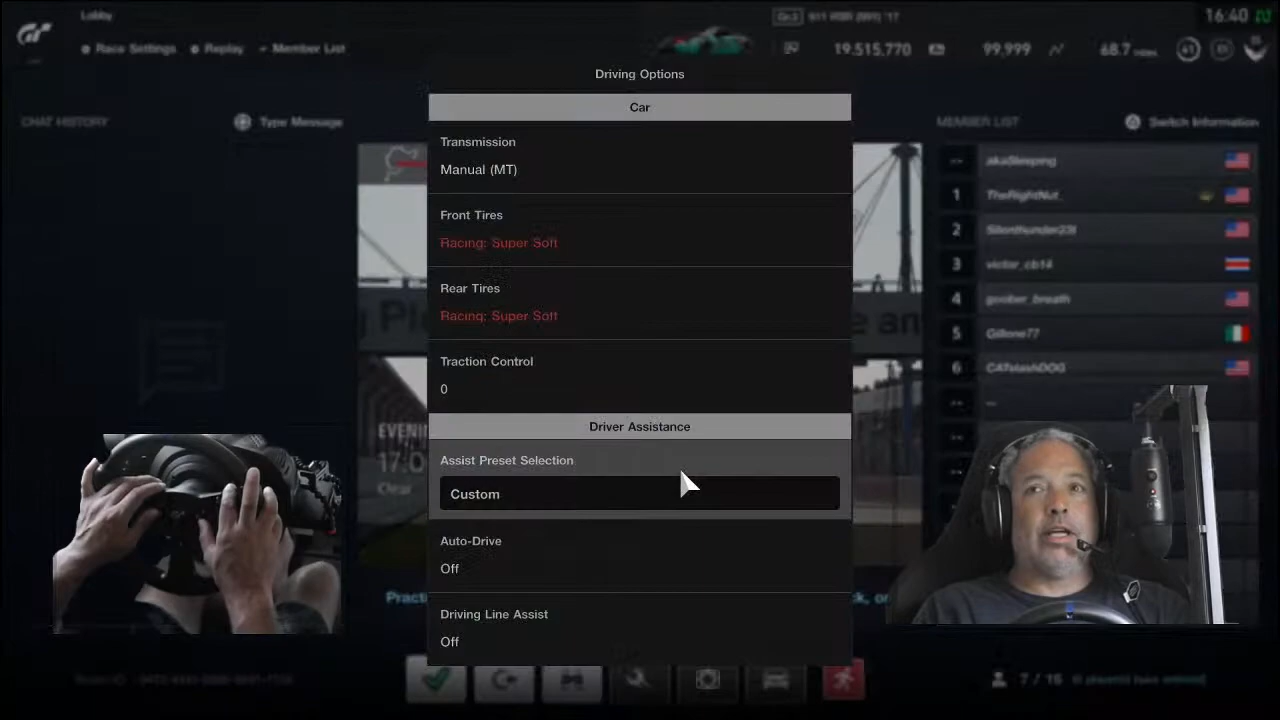 Lobby
16:40
Race Settings
Replay
Member List
19,515,770
99,999
68.7
Driving Options
Car
CHAT HISTORY
Type Message
MEMBER LIST
Switch Information
Transmission
Manual (MT)
akaSleeping
1 TheRightNut_
Front Tires
Racing: Super Soft
2
3 victor_cb14
Rear Tires
Racing: Super Soft
4 goober_breath
5 Gillone77
Traction Control
0
6 CATslashDOG
Driver Assistance
Assist Preset Selection
Custom
Auto-Drive
Off
Driving Line Assist
Off
7 / 16